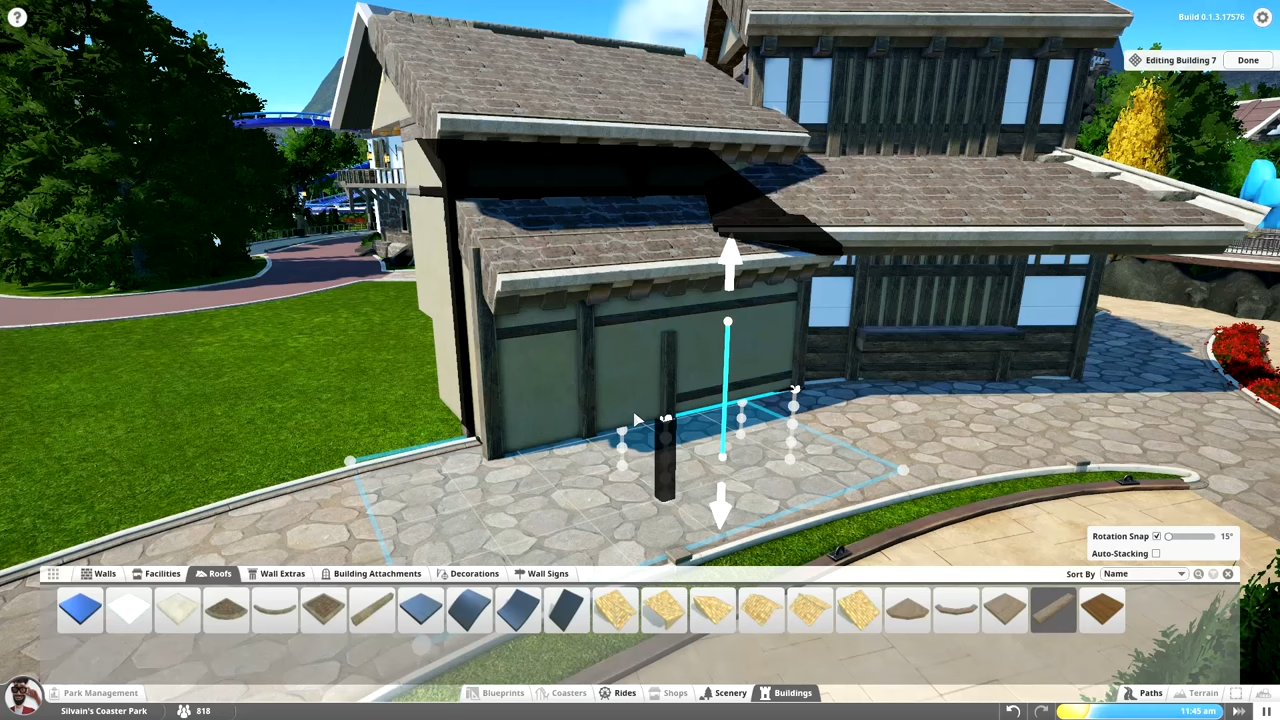 ?
Build 0.1.3.17576
Editing Building 7 Done
Rotation Snap 15°
Auto-Stacking
Walls Facilities Roofs Wall Extras Building Attachments Decorations Wall Signs Sort By Name
Park Management Blueprints Coasters Rides Shops Scenery Buildings Paths Terrain
Silvain's Coaster Park 818 11:45 am